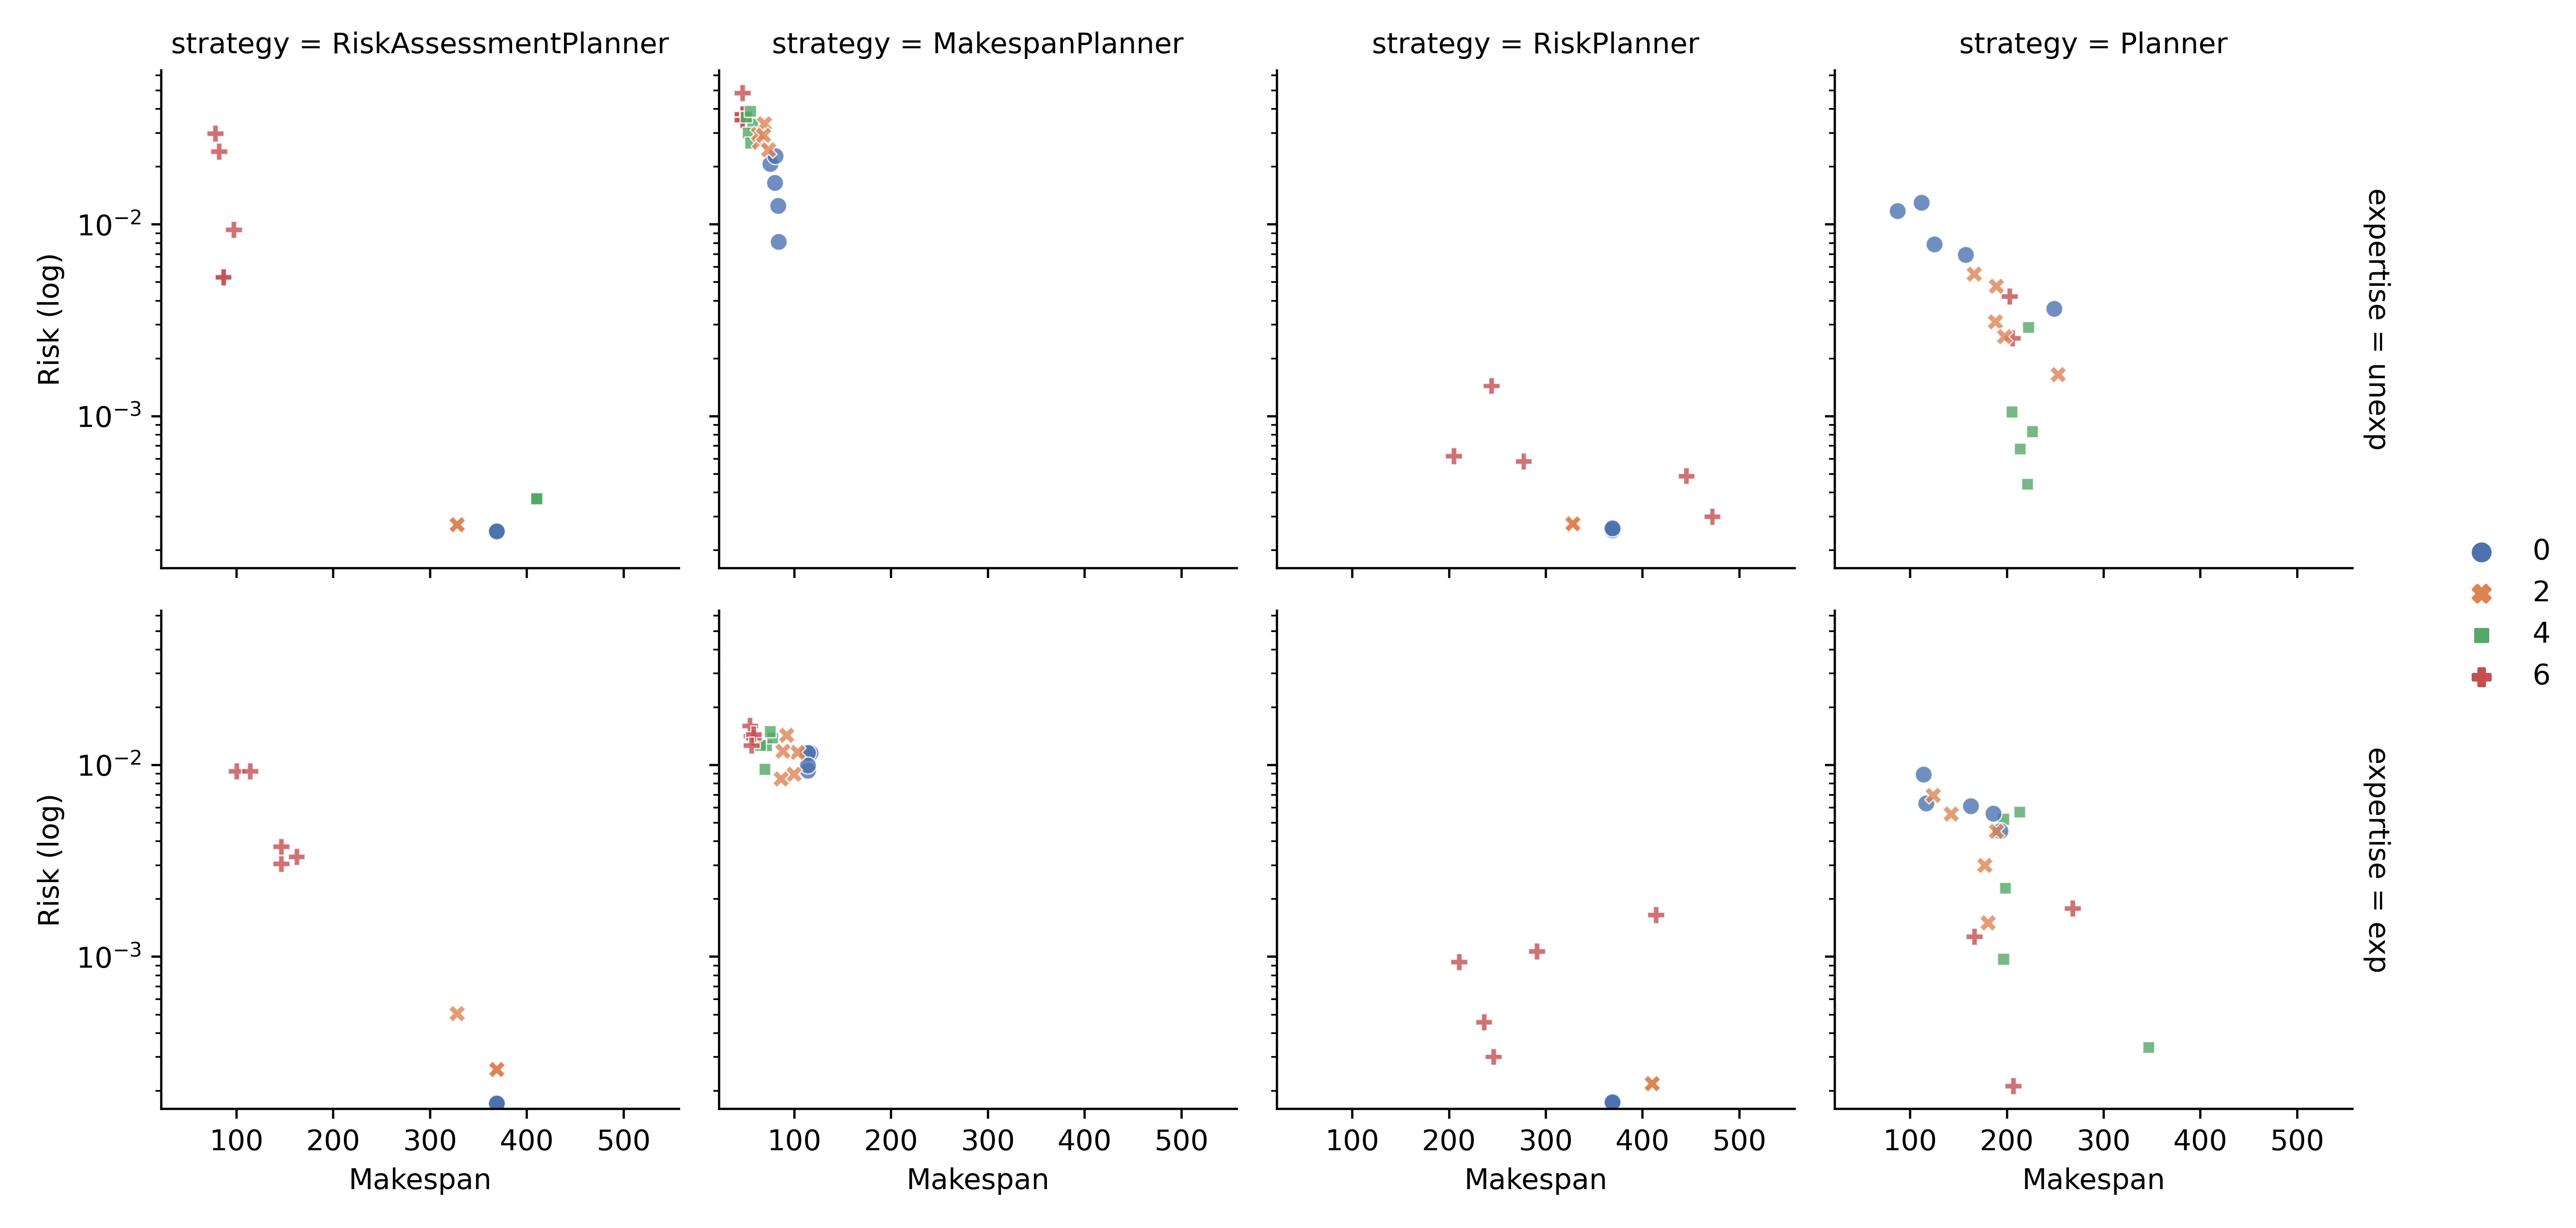 strategy = RiskAssessmentPlanner
strategy = MakespanPlanner
strategy = RiskPlanner
strategy = Planner
Risk (log)
10⁻²
10⁻³
expertise = unexp
0
2
4
6
Risk (log)
10⁻²
10⁻³
expertise = exp
100 200 300 400 500
100 200 300 400 500
100 200 300 400 500
100 200 300 400 500
Makespan
Makespan
Makespan
Makespan